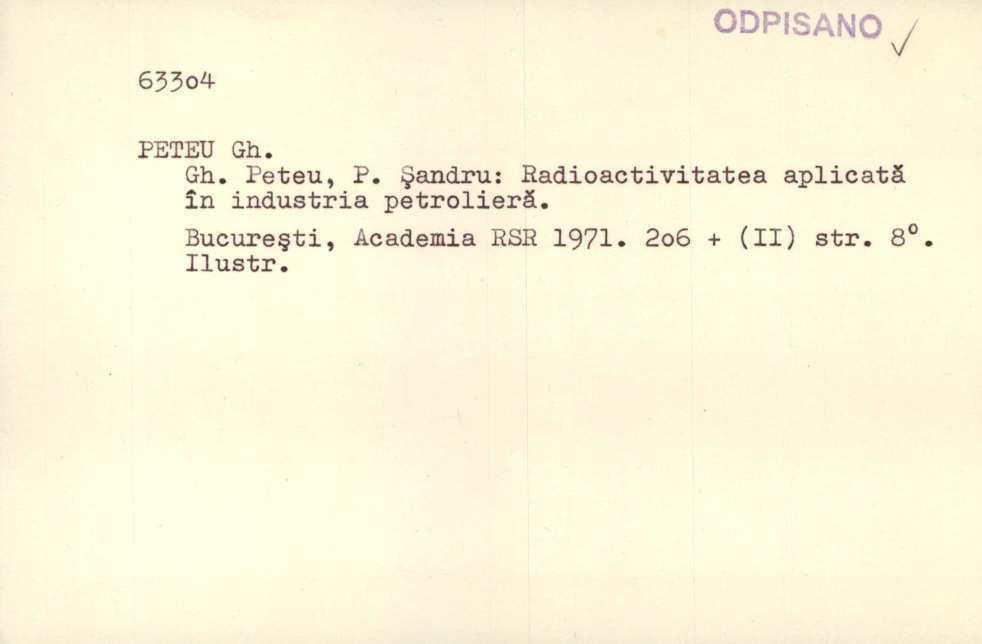 ODPISANO
63304
PETEU Gh.
Gh. Peteu, P. Şandru: Radioactivitatea aplicată
în industria petrolieră.
Bucureşti, Academia RSR 1971. 2o6 + (II) str. 8°.
Ilustr.